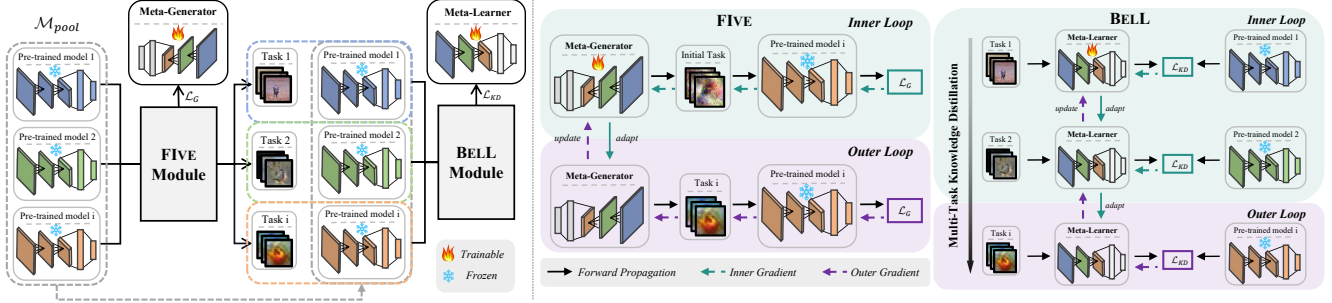 M_pool
Pre-trained model 1
Pre-trained model 2
Pre-trained model i
Meta-Generator
L_G
FIVE
Module
Task 1
Task 2
Task i
Pre-trained model 1
Pre-trained model 2
Pre-trained model i
Meta-Learner
L_KD
BELL
Module
Trainable
Frozen
FIVE
Inner Loop
Meta-Generator
Initial Task
Pre-trained model i
L_G
update
adapt
Outer Loop
Meta-Generator
Task i
Pre-trained model i
L_G
Forward Propagation
Inner Gradient
Outer Gradient
BELL
Inner Loop
Multi-Task Knowledge Distillation
Task 1
Meta-Learner
L_KD
Pre-trained model 1
update
adapt
Task 2
Meta-Learner
L_KD
Pre-trained model 2
update
adapt
Outer Loop
Task i
Meta-Learner
L_KD
Pre-trained model i